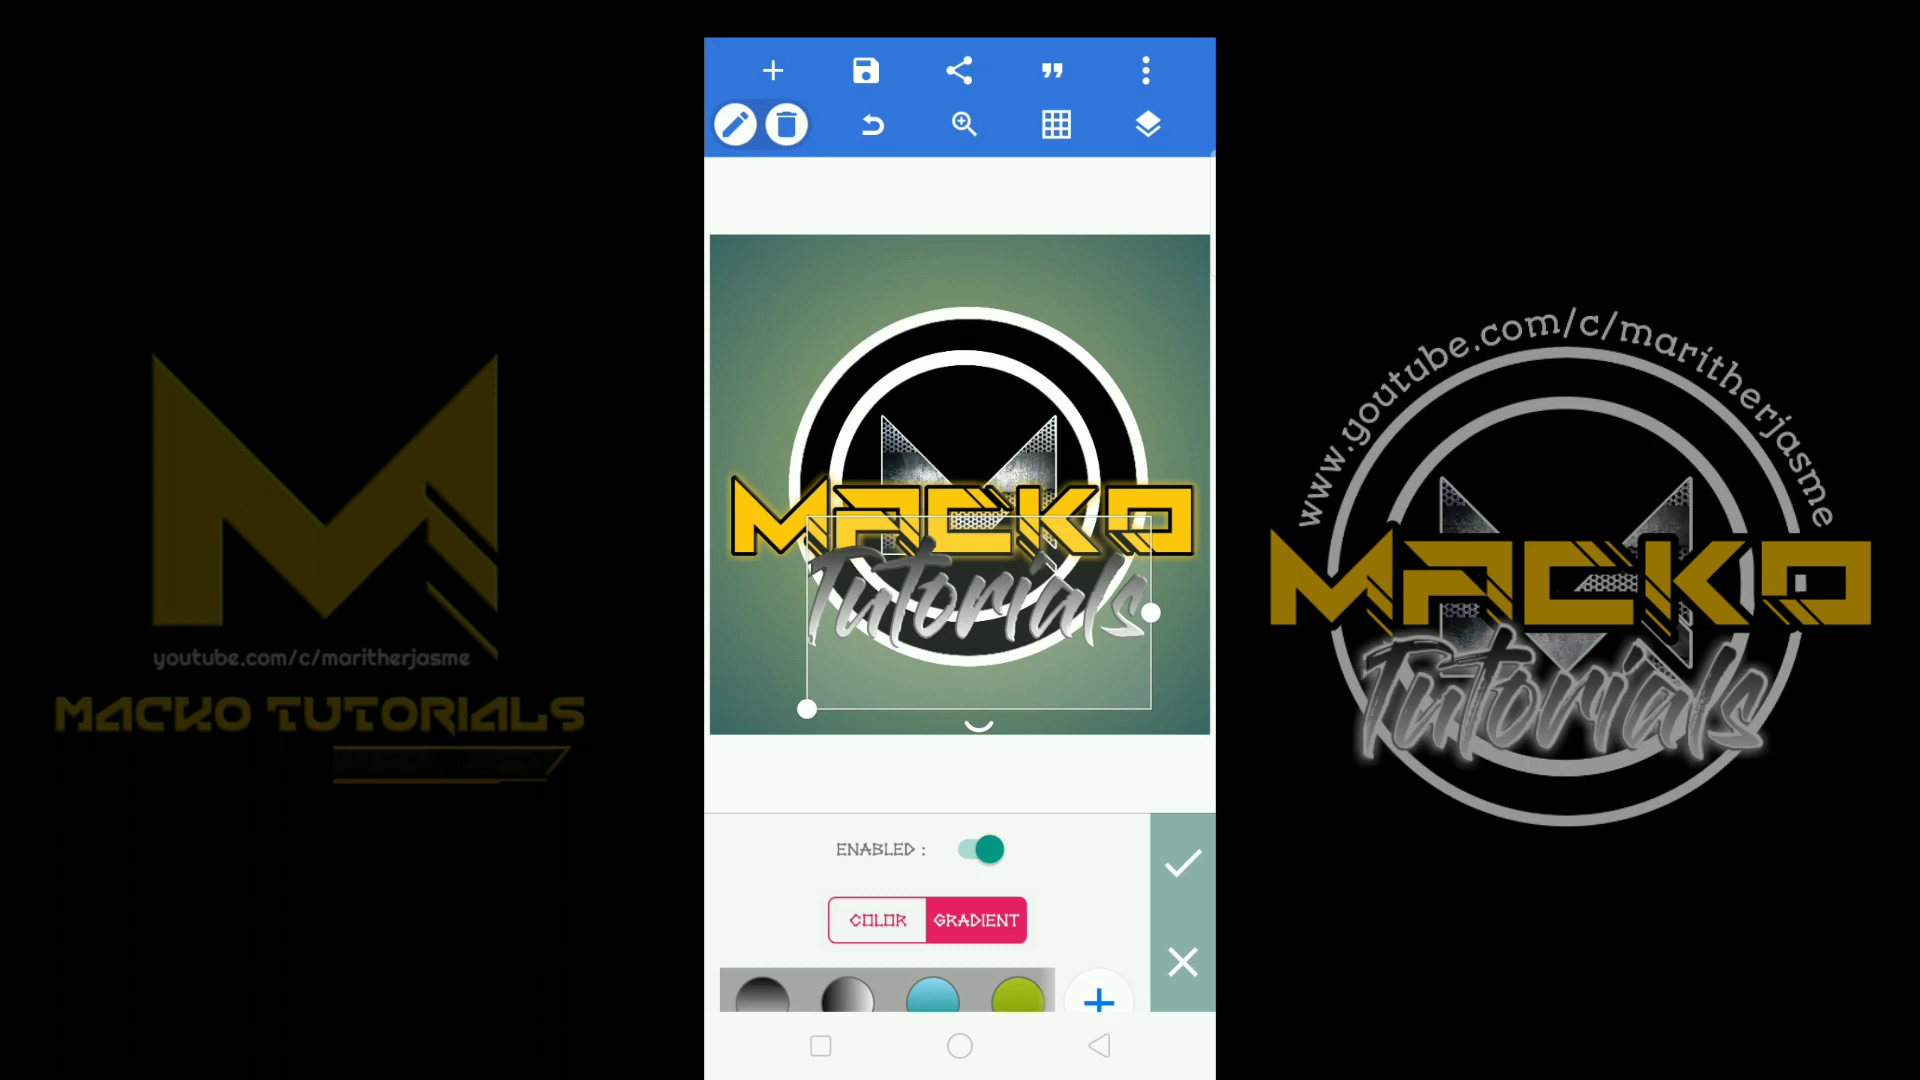 MACKO
Tutorials
ENABLED :
COLOR
GRADIENT
youtube.com/c/maritherjasme
MACKO TUTORIALS
www.youtube.com/c/maritherjasme
MACKO
Tutorials